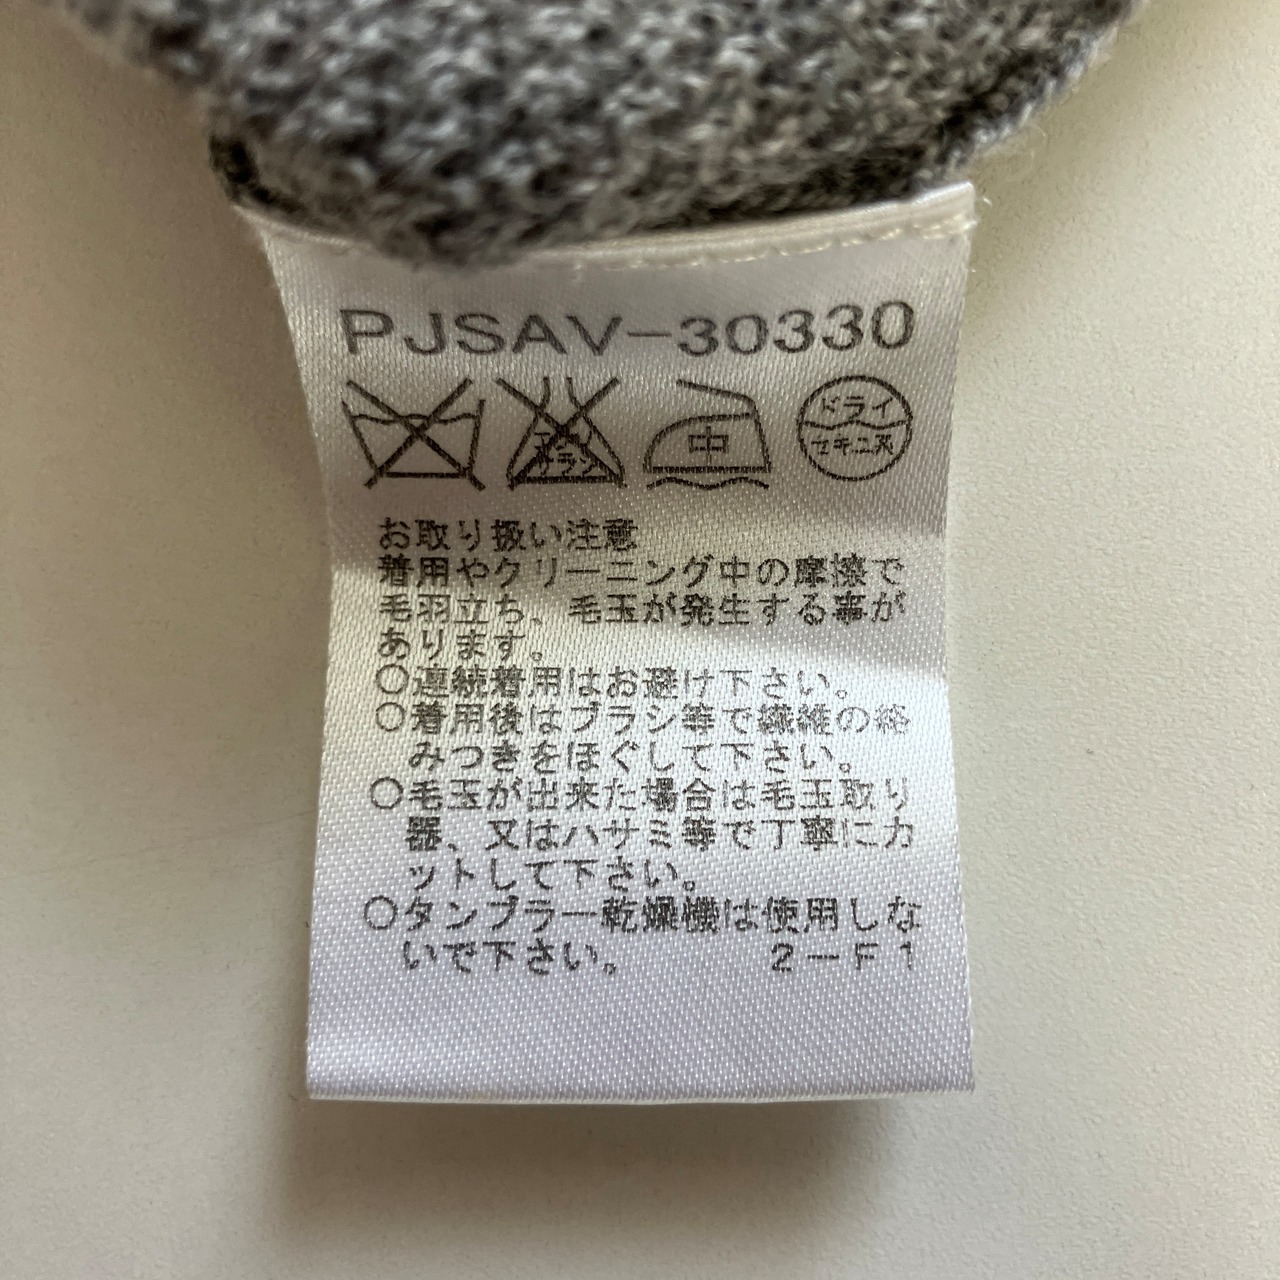 PJSAV-30330
エンソ サラシ
中
ドライ
セキユ系
お取り扱い注意
着用やクリーニング中の摩擦で
毛羽立ち、毛玉が発生する事が
あります。
○連続着用はお避け下さい。
○着用後はブラシ等で繊維の絡
みつきをほぐして下さい。
○毛玉が出来た場合は毛玉取り
器、又はハサミ等で丁寧にカ
ットして下さい。
○タンブラー乾燥機は使用しな
いで下さい。 2-F1